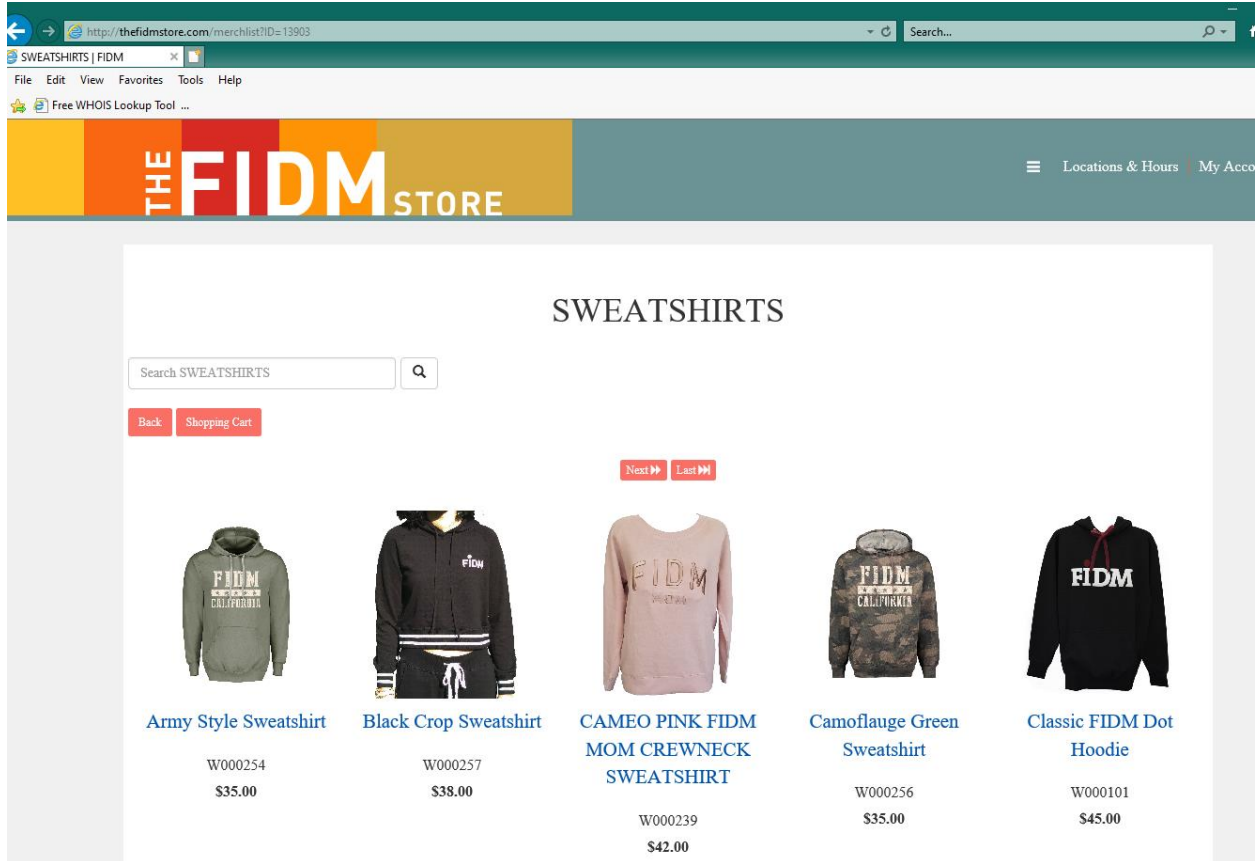 http://thefidmstore.com/merchlist?ID=13903
Search...
SWEATSHIRTS | FIDM
File Edit View Favorites Tools Help
Free WHOIS Lookup Tool ...
THE FIDM STORE
Locations & Hours | My Acco
SWEATSHIRTS
Search SWEATSHIRTS
Back Shopping Cart
Next Last
FIDM
CALIFORNIA
FIDM
FIDM
FIDM
CALIFORNIA
FIDM
Army Style Sweatshirt
W000254
$35.00
Black Crop Sweatshirt
W000257
$38.00
CAMEO PINK FIDM
MOM CREWNECK
SWEATSHIRT
W000239
$42.00
Camoflauge Green
Sweatshirt
W000256
$35.00
Classic FIDM Dot
Hoodie
W000101
$45.00